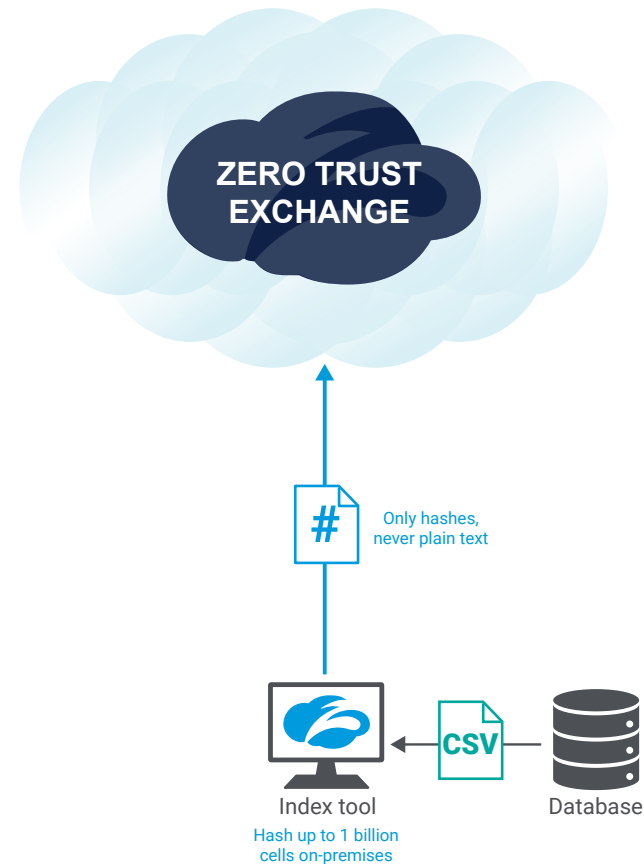 ZERO TRUST
EXCHANGE
#
Only hashes,
never plain text
CSV
Index tool
Database
Hash up to 1 billion
cells on-premises